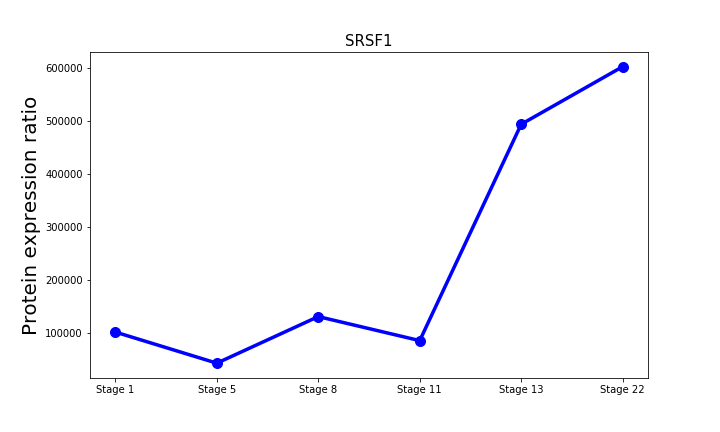 SRSF1
Protein expression ratio
600000
500000
400000
300000
200000
100000
Stage 1
Stage 5
Stage 8
Stage 11
Stage 13
Stage 22